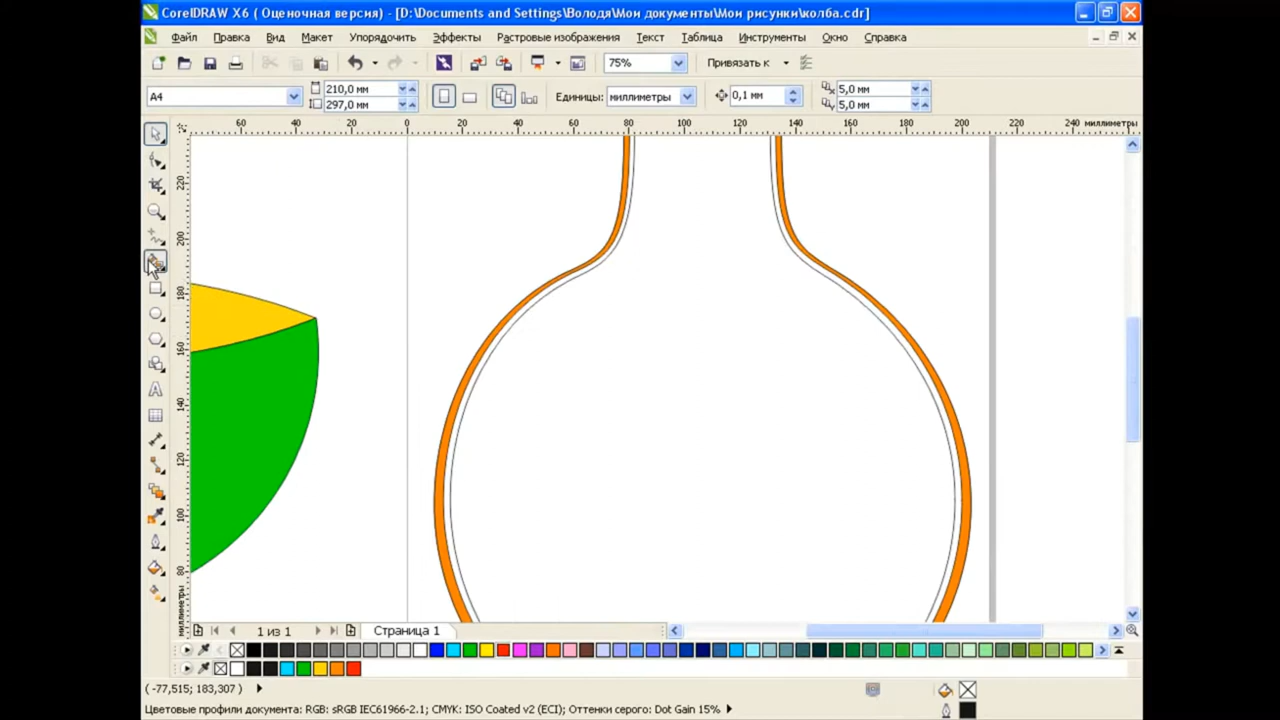 CorelDRAW X6 ( Оценочная версия) - [D:\Documents and Settings\Володя\Мои документы\Мои рисунки\колба.cdr]
Файл Правка Вид Макет Упорядочить Эффекты Растровые изображения Текст Таблица Инструменты Окно Справка
75% Привязать к
A4 210,0 мм 297,0 мм Единицы: миллиметры 0,1 мм 5,0 мм 5,0 мм
60 40 20 0 20 40 60 80 100 120 140 160 180 200 220 240 миллиметры
220
200
180
160
140
120
100
80
миллиметры
1 из 1 Страница 1
( -77,515; 183,307 )
Цветовые профили документа: RGB: sRGB IEC61966-2.1; CMYK: ISO Coated v2 (ECI); Оттенки серого: Dot Gain 15%